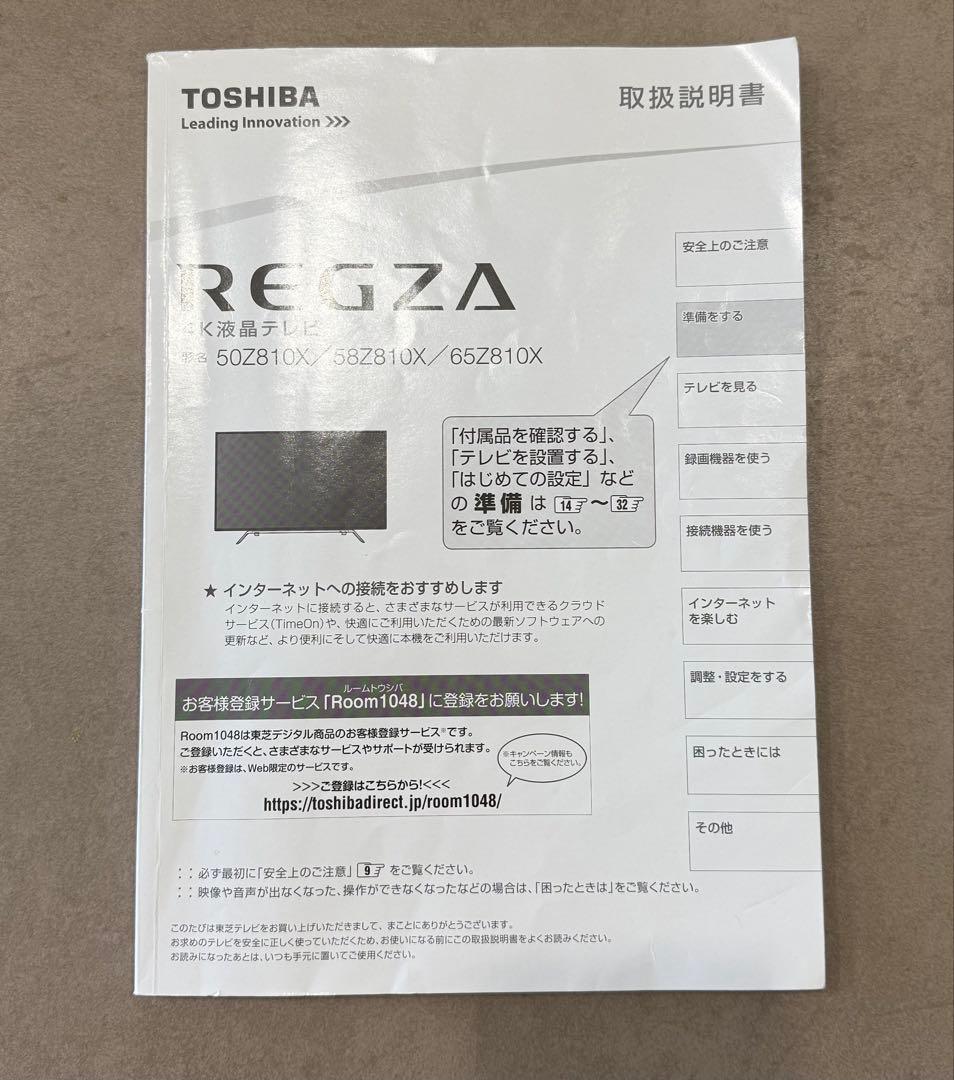 TOSHIBA
Leading Innovation >>>
取扱説明書
REGZA
4K液晶テレビ
形名 50Z810X／58Z810X／65Z810X
安全上のご注意
準備をする
テレビを見る
録画機器を使う
接続機器を使う
インターネット
を楽しむ
調整・設定をする
困ったときには
その他
「付属品を確認する」、
「テレビを設置する」、
「はじめての設定」など
の 準備 は 14 〜 32
をご覧ください。
★ インターネットへの接続をおすすめします
インターネットに接続すると、さまざまなサービスが利用できるクラウド
サービス(TimeOn)や、快適にご利用いただくための最新ソフトウェアへの
更新など、より便利にそして快適に本機をご利用いただけます。
ルームトウシバ
お客様登録サービス「Room1048」に登録をお願いします!
Room1048は東芝デジタル商品のお客様登録サービス※です。
ご登録いただくと、さまざまなサービスやサポートが受けられます。
※お客様登録は、Web限定のサービスです。
※キャンペーン情報も
こちらをご覧ください。
>>>ご登録はこちらから!<<<
https://toshibadirect.jp/room1048/
：：必ず最初に「安全上のご注意」 9 をご覧ください。
：：映像や音声が出なくなった、操作ができなくなったなどの場合は、「困ったときは」をご覧ください。
このたびは東芝テレビをお買い上げいただきまして、まことにありがとうございます。
お求めのテレビを安全に正しく使っていただくため、お使いになる前にこの取扱説明書をよくお読みください。
お読みになったあとは、いつも手元に置いてご使用ください。